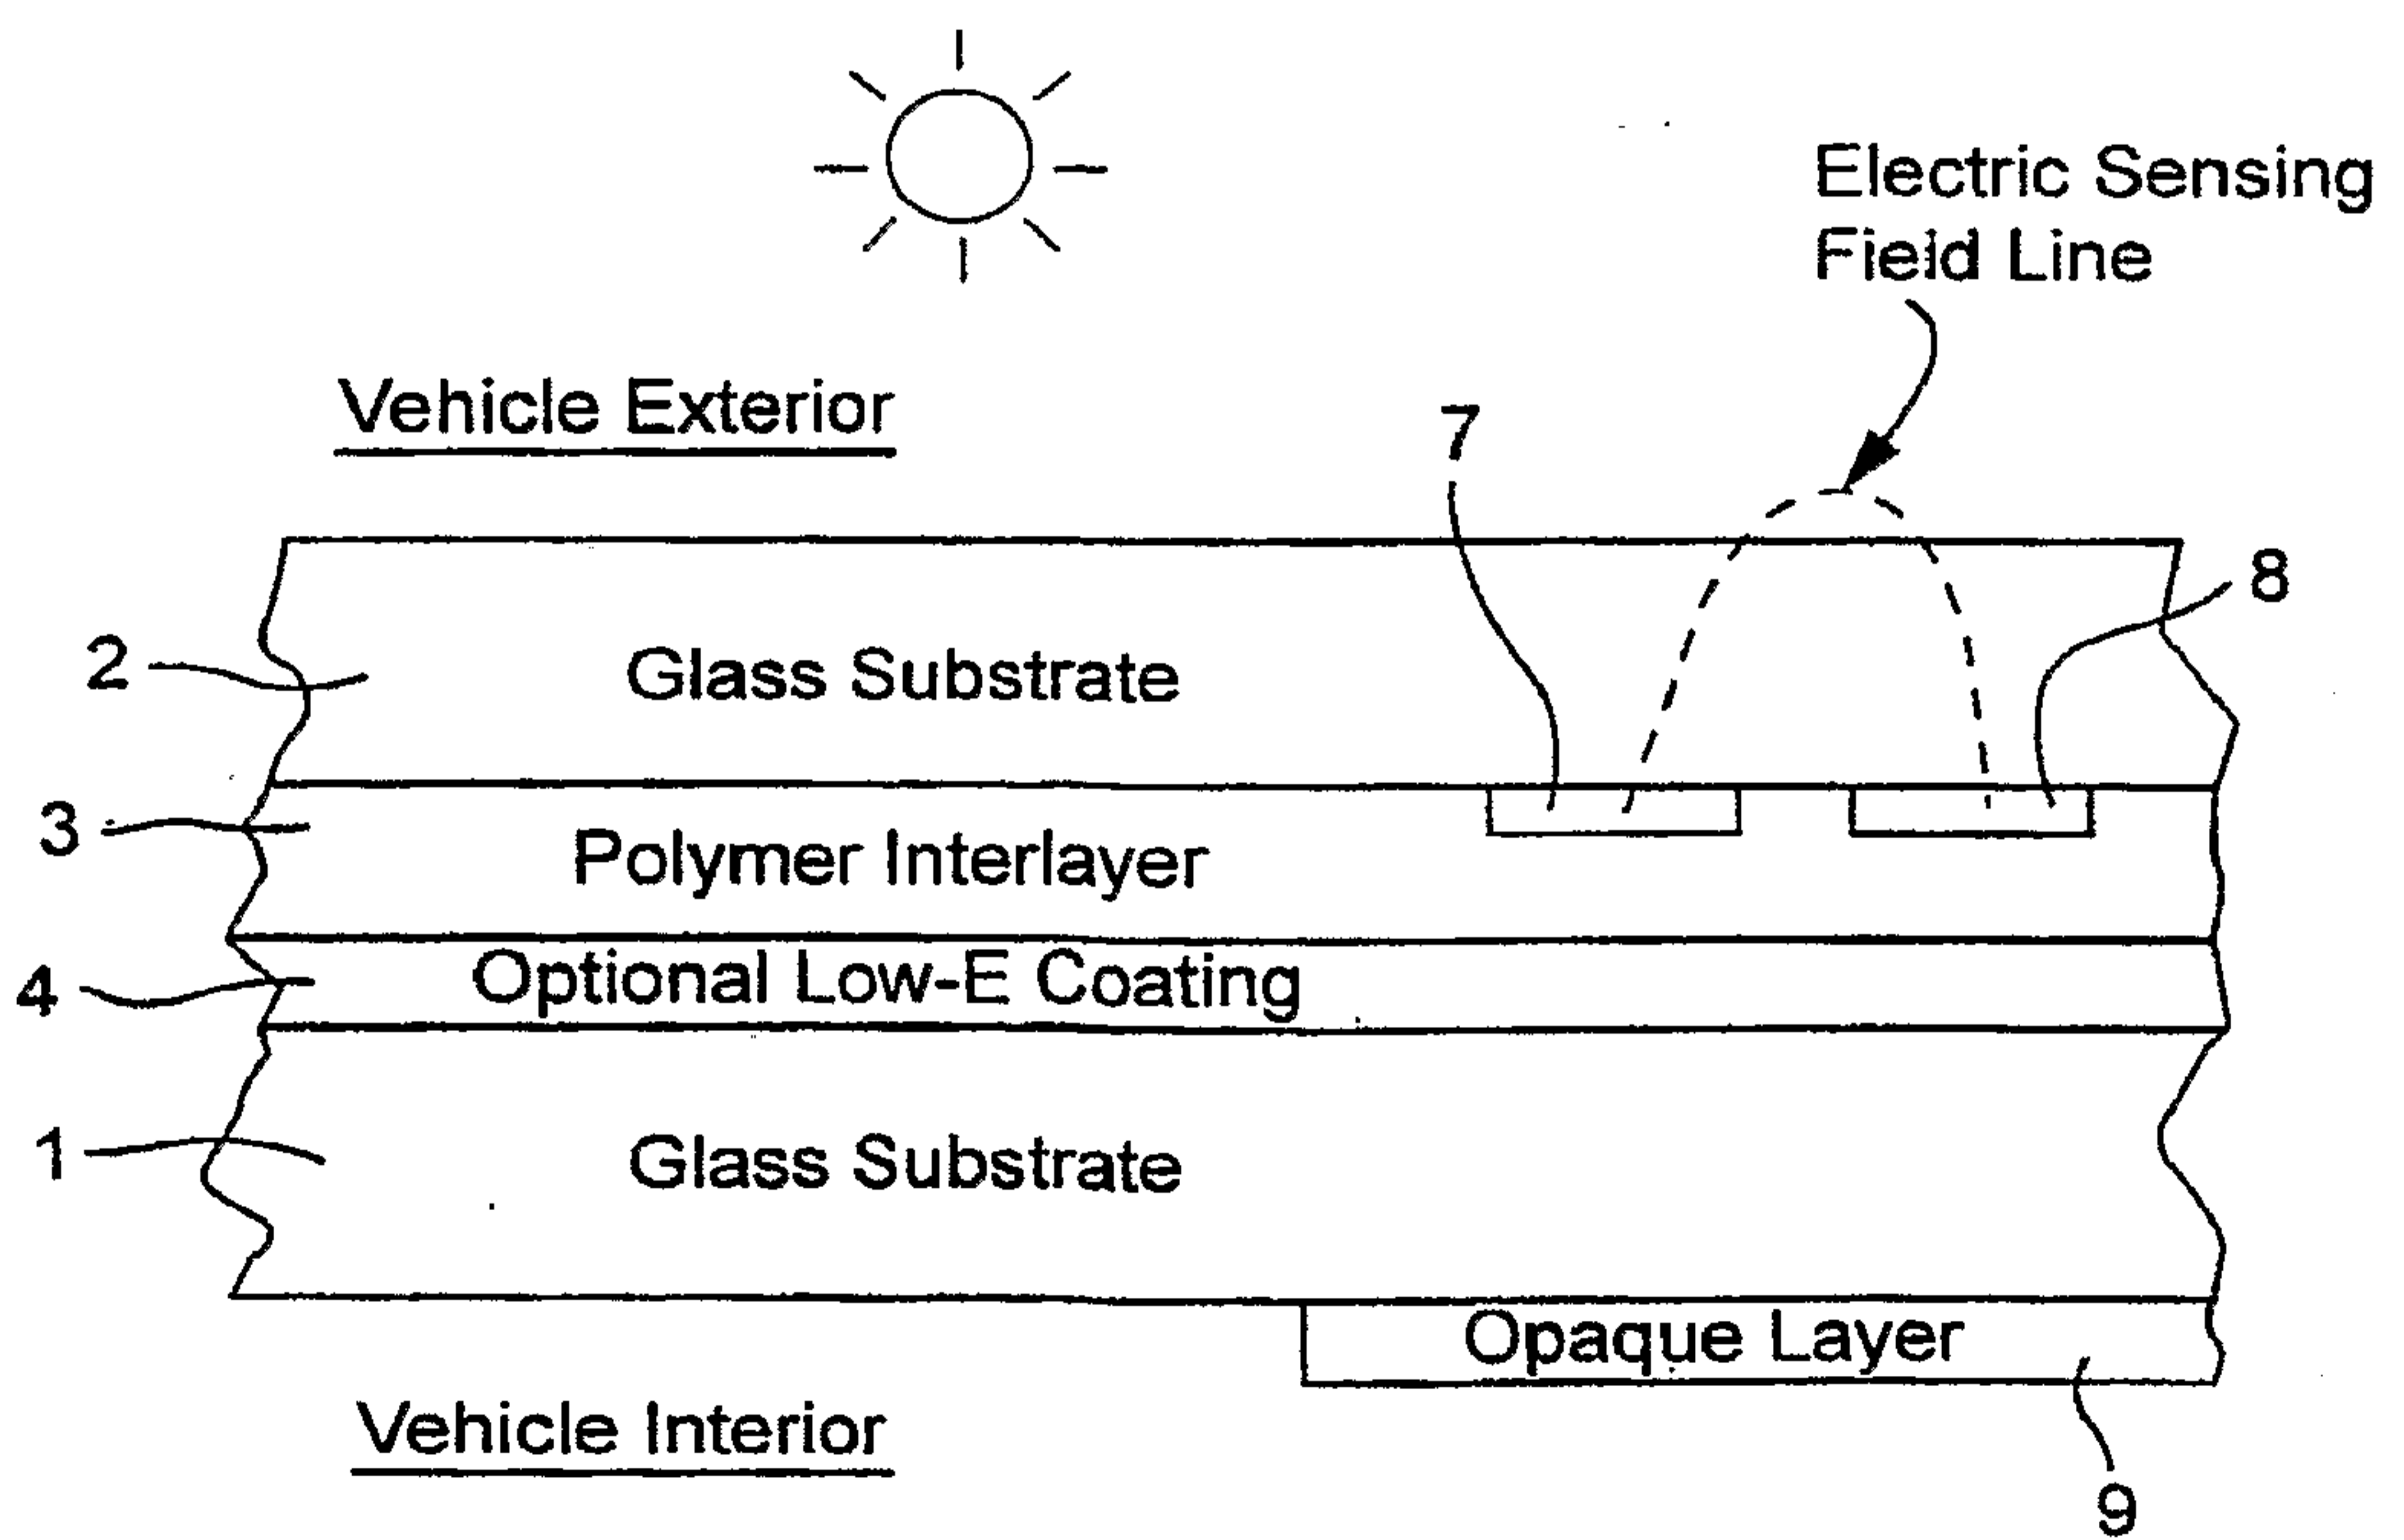 Electric Sensing
Field Line
Vehicle Exterior
7
8
2
Glass Substrate
3
Polymer Interlayer
4
Optional Low-E Coating
1
Glass Substrate
Opaque Layer
Vehicle Interior
9